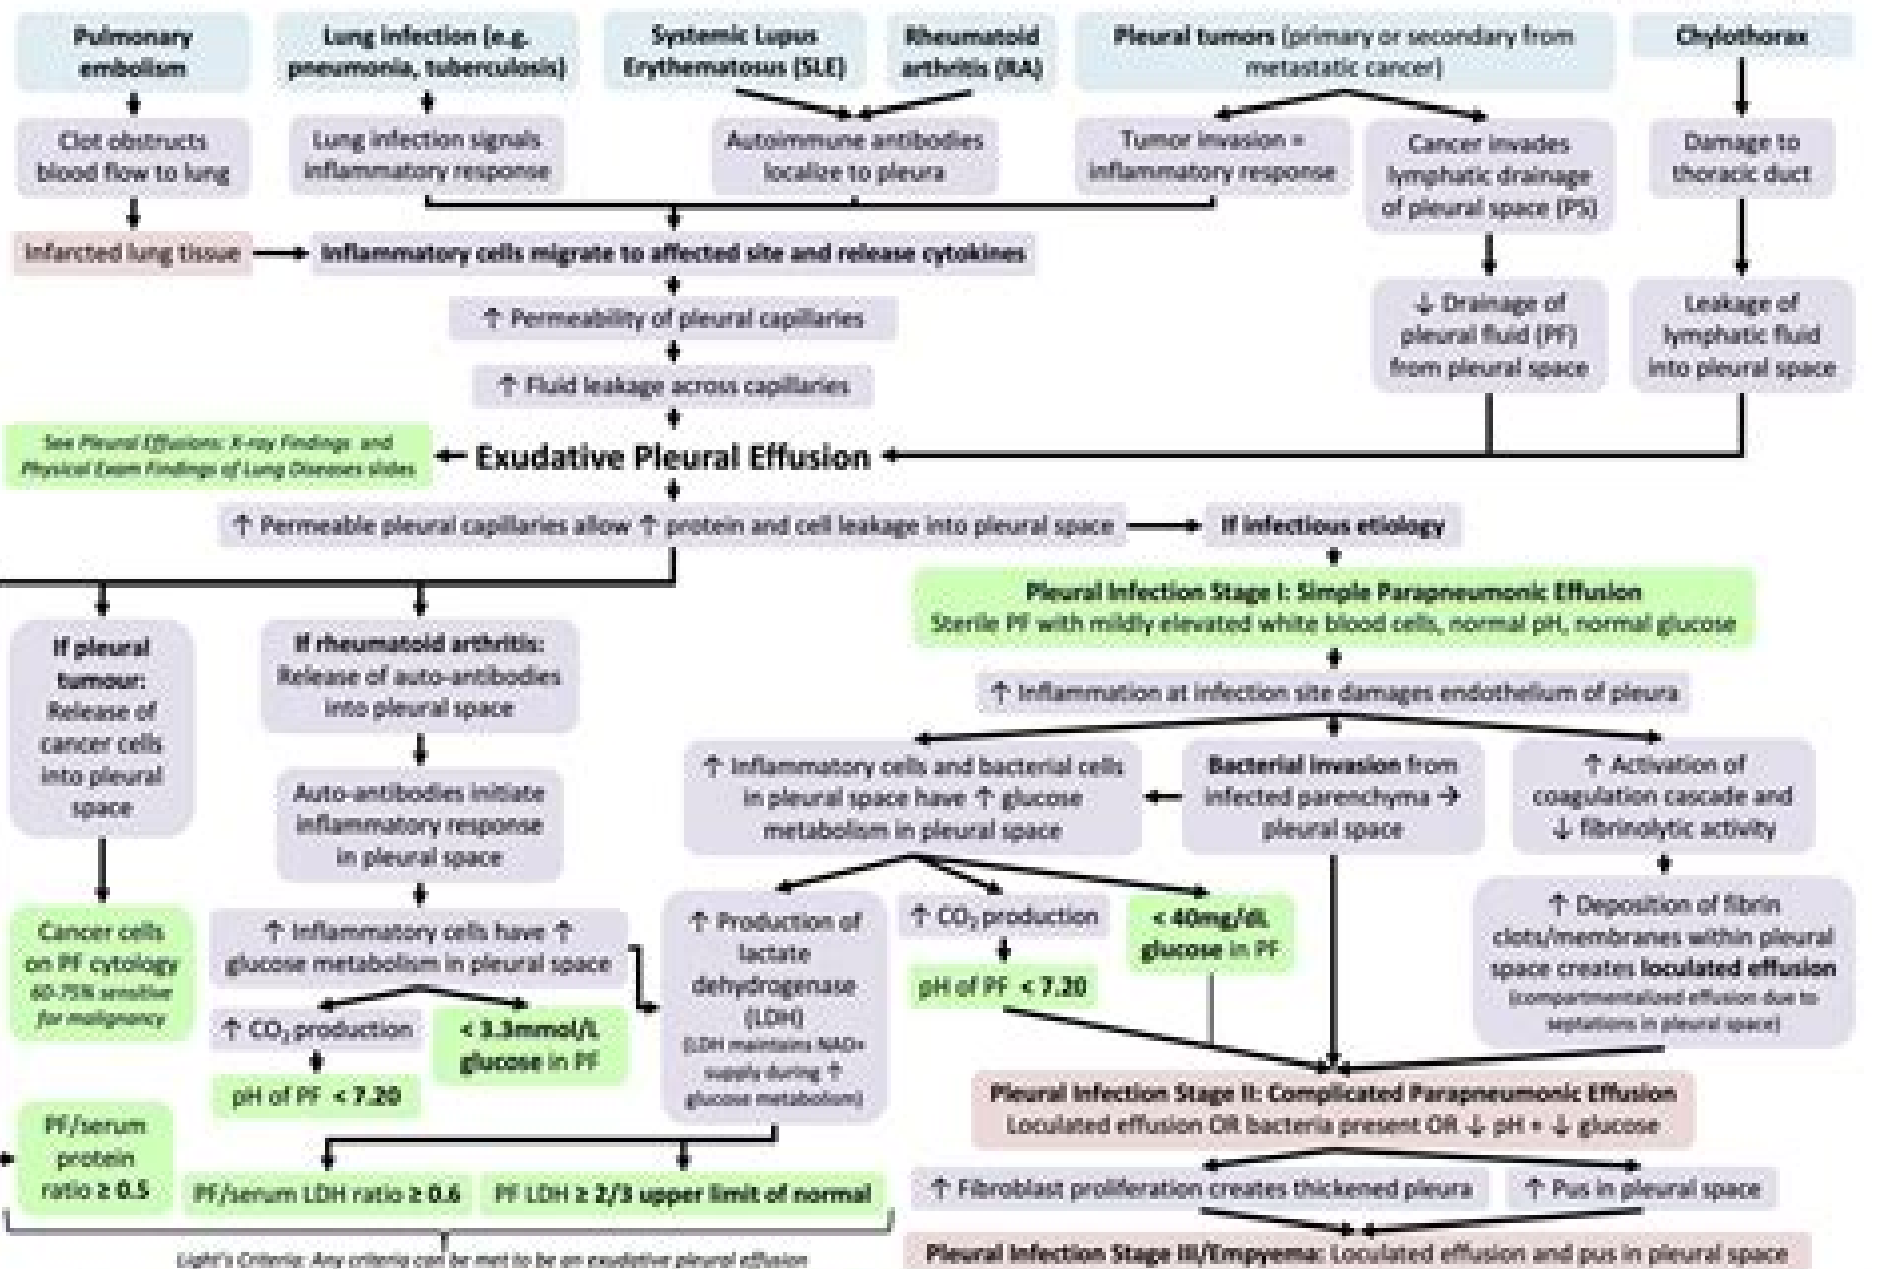 Pulmonary
embolism
Lung infection (e.g.
pneumonia, tuberculosis)
Systemic Lupus
Erythematosus (SLE)
Rheumatoid
arthritis (RA)
Pleural tumors (primary or secondary from
metastatic cancer)
Chylothorax
Clot obstructs
blood flow to lung
Lung infection signals
inflammatory response
Autoimmune antibodies
localize to pleura
Tumor invasion =
inflammatory response
Cancer invades
lymphatic drainage
of pleural space (PS)
Damage to
thoracic duct
Infarcted lung tissue
Inflammatory cells migrate to affected site and release cytokines
↑ Permeability of pleural capillaries
↓ Drainage of
pleural fluid (PF)
from pleural space
Leakage of
lymphatic fluid
into pleural space
↑ Fluid leakage across capillaries
See Pleural Effusions: X-ray Findings and
Physical Exam Findings of Lung Diseases slides
Exudative Pleural Effusion
↑ Permeable pleural capillaries allow ↑ protein and cell leakage into pleural space
If infectious etiology
Pleural Infection Stage I: Simple Parapneumonic Effusion
Sterile PF with mildly elevated white blood cells, normal pH, normal glucose
If pleural
tumour:
Release of
cancer cells
into pleural
space
If rheumatoid arthritis:
Release of auto-antibodies
into pleural space
↑ Inflammation at infection site damages endothelium of pleura
Auto-antibodies initiate
inflammatory response
in pleural space
↑ Inflammatory cells and bacterial cells
in pleural space have ↑ glucose
metabolism in pleural space
Bacterial invasion from
infected parenchyma →
pleural space
↑ Activation of
coagulation cascade and
↓ fibrinolytic activity
Cancer cells
on PF cytology
60-75% sensitive
for malignancy
↑ Inflammatory cells have ↑
glucose metabolism in pleural space
↑ Production of
lactate
dehydrogenase
(LDH)
(LDH maintains NAD+
supply during ↑
glucose metabolism)
↑ CO2 production
< 40mg/dL
glucose in PF
pH of PF < 7.20
↑ Deposition of fibrin
clots/membranes within pleural
space creates loculated effusion
(compartmentalized effusion due to
septations in pleural space)
↑ CO2 production
< 3.3mmol/L
glucose in PF
pH of PF < 7.20
Pleural Infection Stage II: Complicated Parapneumonic Effusion
Loculated effusion OR bacteria present OR ↓ pH + ↓ glucose
PF/serum
protein
ratio ≥ 0.5
PF/serum LDH ratio ≥ 0.6
PF LDH ≥ 2/3 upper limit of normal
↑ Fibroblast proliferation creates thickened pleura
↑ Pus in pleural space
Pleural Infection Stage III/Empyema: Loculated effusion and pus in pleural space
Light's Criteria: Any criteria can be met to be an exudative pleural effusion